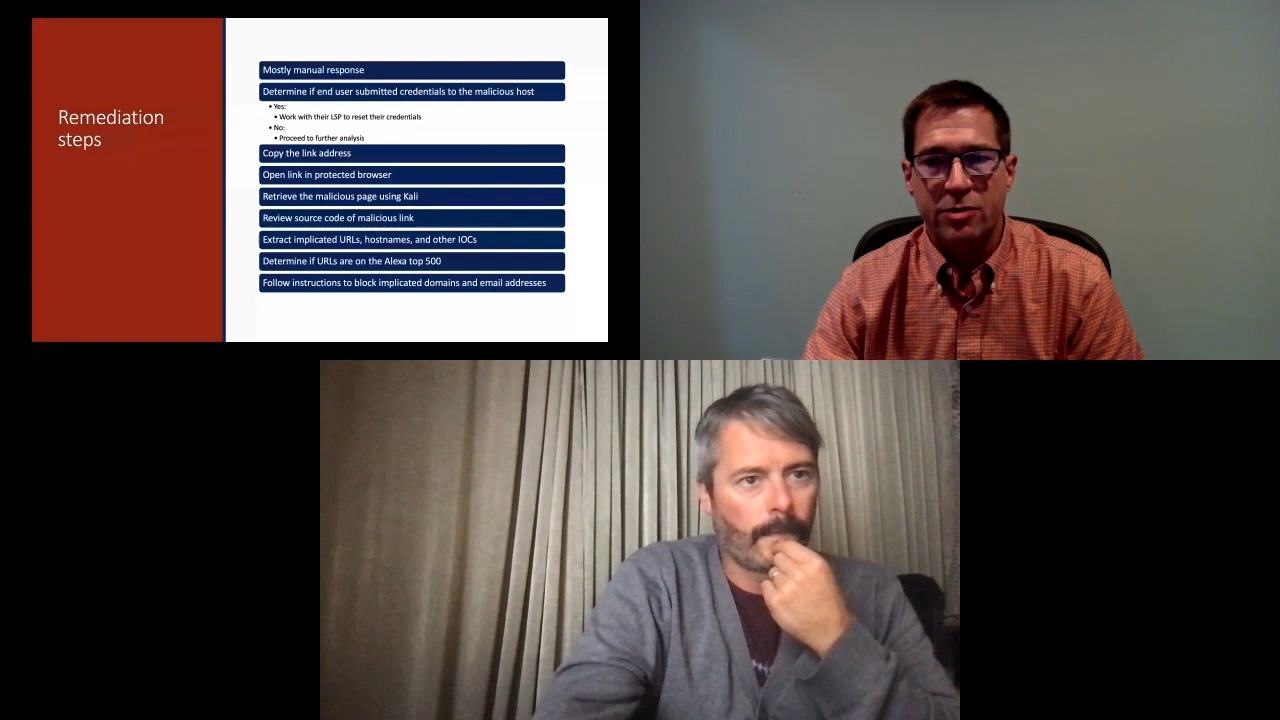 Remediation
steps
Mostly manual response
Determine if end user submitted credentials to the malicious host
• Yes:
• Work with their LSP to reset their credentials
• No:
• Proceed to further analysis
Copy the link address
Open link in protected browser
Retrieve the malicious page using Kali
Review source code of malicious link
Extract implicated URLs, hostnames, and other IOCs
Determine if URLs are on the Alexa top 500
Follow instructions to block implicated domains and email addresses